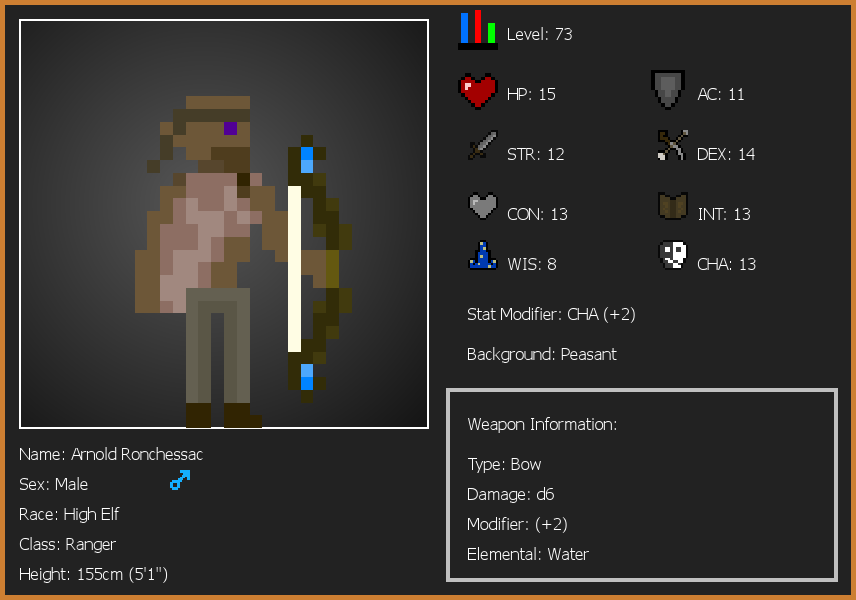 Level: 73
HP: 15
AC: 11
STR: 12
DEX: 14
CON: 13
INT: 13
WIS: 8
CHA: 13
Stat Modifier: CHA (+2)
Background: Peasant
Weapon Information:
Type: Bow
Damage: d6
Modifier: (+2)
Elemental: Water
Name: Arnold Ronchessac
Sex: Male
Race: High Elf
Class: Ranger
Height: 155cm (5'1")